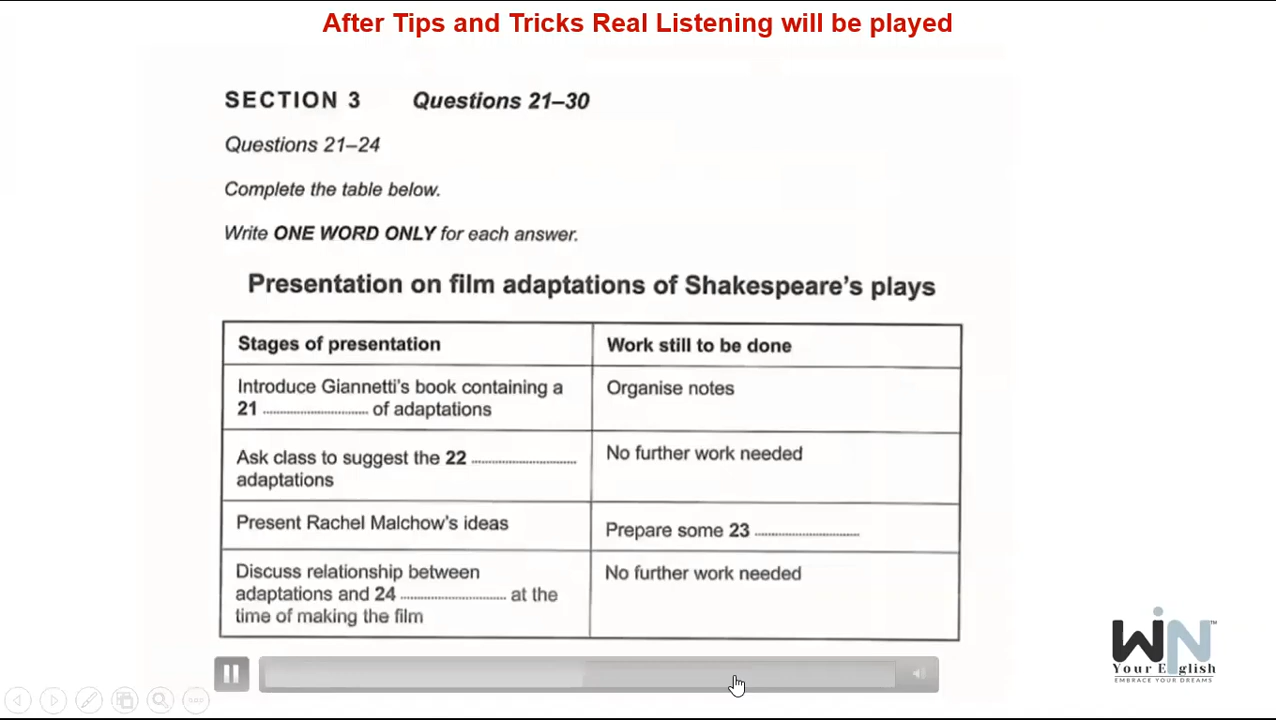 After Tips and Tricks Real Listening will be played
SECTION 3 Questions 21–30
Questions 21–24
Complete the table below.
Write ONE WORD ONLY for each answer.
Presentation on film adaptations of Shakespeare's plays
Stages of presentation
Work still to be done
Introduce Giannetti's book containing a
21 .......................... of adaptations
Organise notes
Ask class to suggest the 22 ..........................
adaptations
No further work needed
Present Rachel Malchow's ideas
Prepare some 23 ..........................
Discuss relationship between
adaptations and 24 .......................... at the
time of making the film
No further work needed
WIN
Your English
EMBRACE YOUR DREAMS